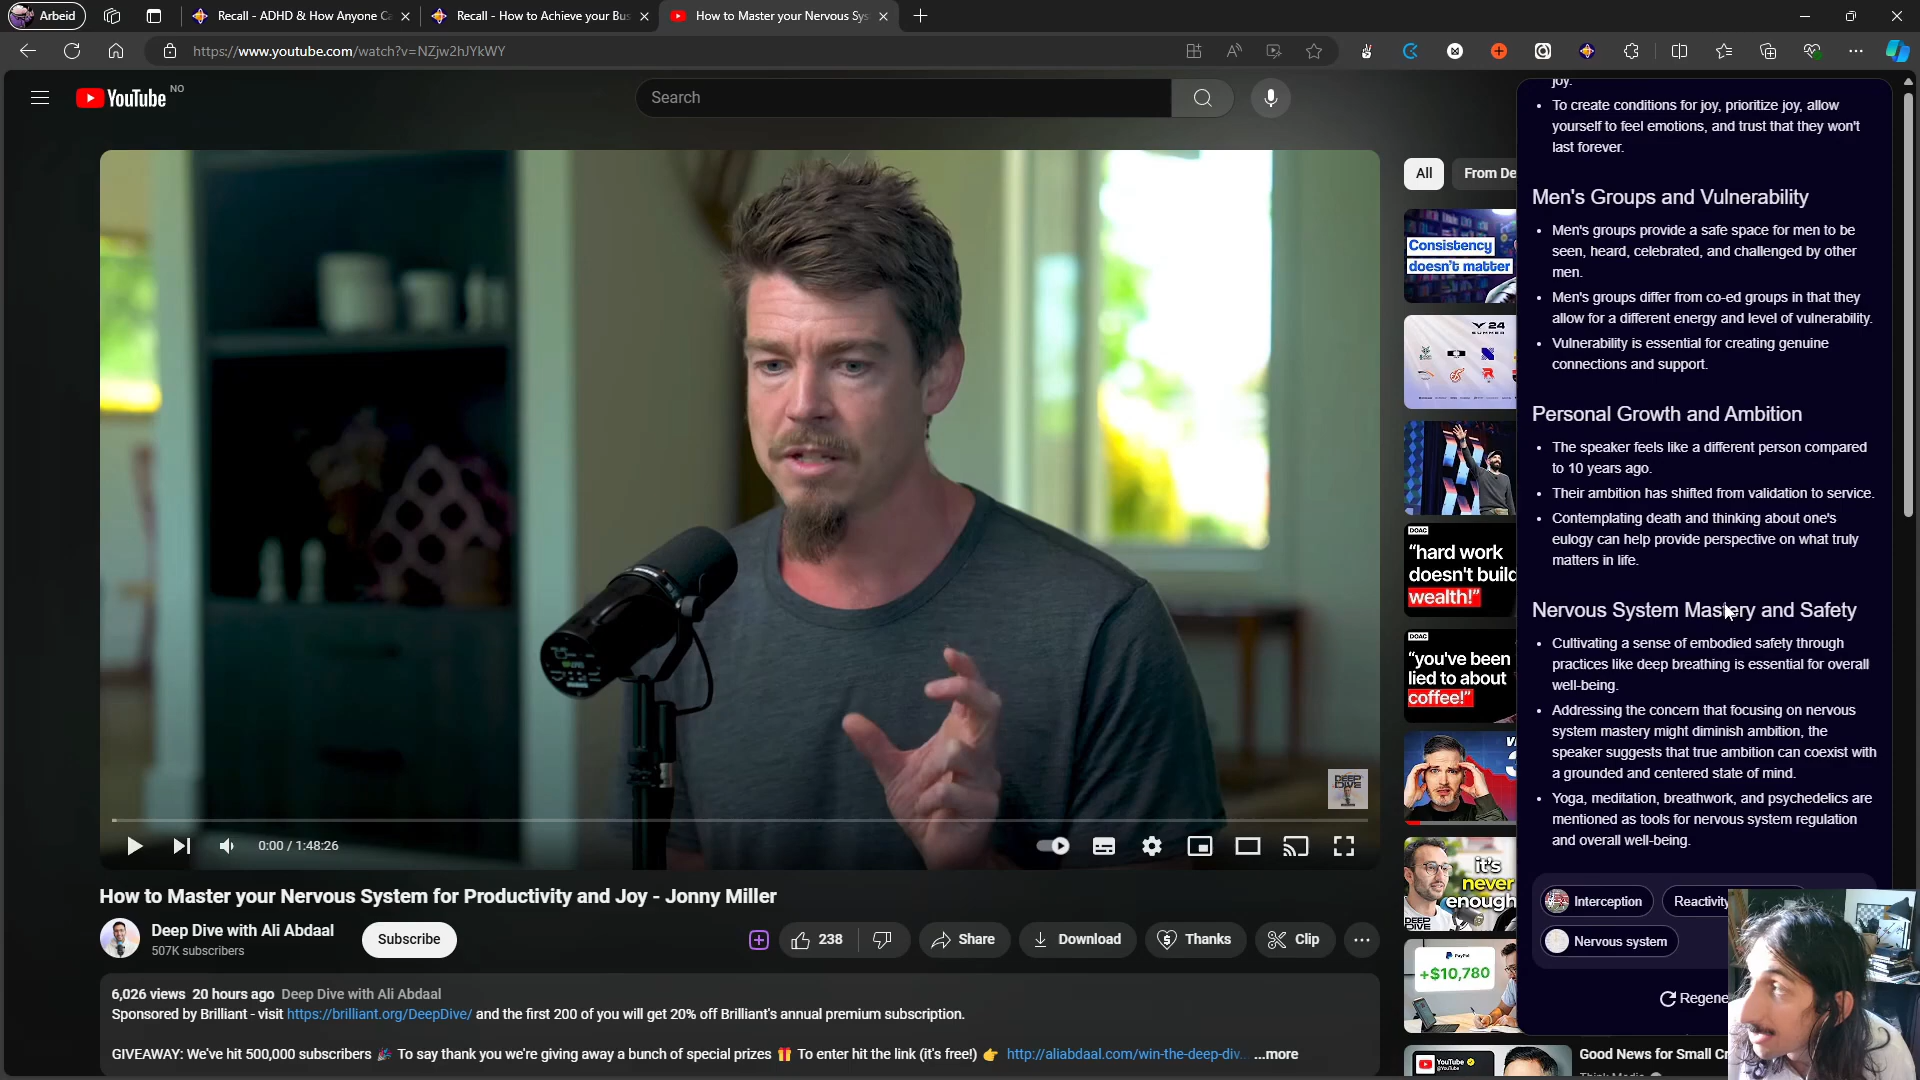 Arbeid
Recall - ADHD & How Anyone Ca
Recall - How to Achieve your Bus
How to Master your Nervous Sys
https://www.youtube.com/watch?v=NZjw2hJYkWY
YouTube NO
Search
All
From De
Consistency
doesn't matter
24
SUMMER
DOAC
"hard work
doesn't build
wealth!"
DOAC
"you've been
lied to about
coffee!"
it's
never
enough
DEEP
DIVE
PayPal
+$10,780
YouTube
Good News for Small Cr
joy.
• To create conditions for joy, prioritize joy, allow
yourself to feel emotions, and trust that they won't
last forever.
Men's Groups and Vulnerability
• Men's groups provide a safe space for men to be
seen, heard, celebrated, and challenged by other
men.
• Men's groups differ from co-ed groups in that they
allow for a different energy and level of vulnerability.
• Vulnerability is essential for creating genuine
connections and support.
Personal Growth and Ambition
• The speaker feels like a different person compared
to 10 years ago.
• Their ambition has shifted from validation to service.
• Contemplating death and thinking about one's
eulogy can help provide perspective on what truly
matters in life.
Nervous System Mastery and Safety
• Cultivating a sense of embodied safety through
practices like deep breathing is essential for overall
well-being.
• Addressing the concern that focusing on nervous
system mastery might diminish ambition, the
speaker suggests that true ambition can coexist with
a grounded and centered state of mind.
• Yoga, meditation, breathwork, and psychedelics are
mentioned as tools for nervous system regulation
and overall well-being.
Interception
Reactivity
Nervous system
Regene
DEEP
DIVE
0:00 / 1:48:26
How to Master your Nervous System for Productivity and Joy - Jonny Miller
Deep Dive with Ali Abdaal
507K subscribers
Subscribe
238
Share
Download
Thanks
Clip
6,026 views 20 hours ago Deep Dive with Ali Abdaal
Sponsored by Brilliant - visit https://brilliant.org/DeepDive/ and the first 200 of you will get 20% off Brilliant's annual premium subscription.
GIVEAWAY: We've hit 500,000 subscribers 🎉 To say thank you we're giving away a bunch of special prizes 🎁 To enter hit the link (it's free!) 👉 http://aliabdaal.com/win-the-deep-div... ...more